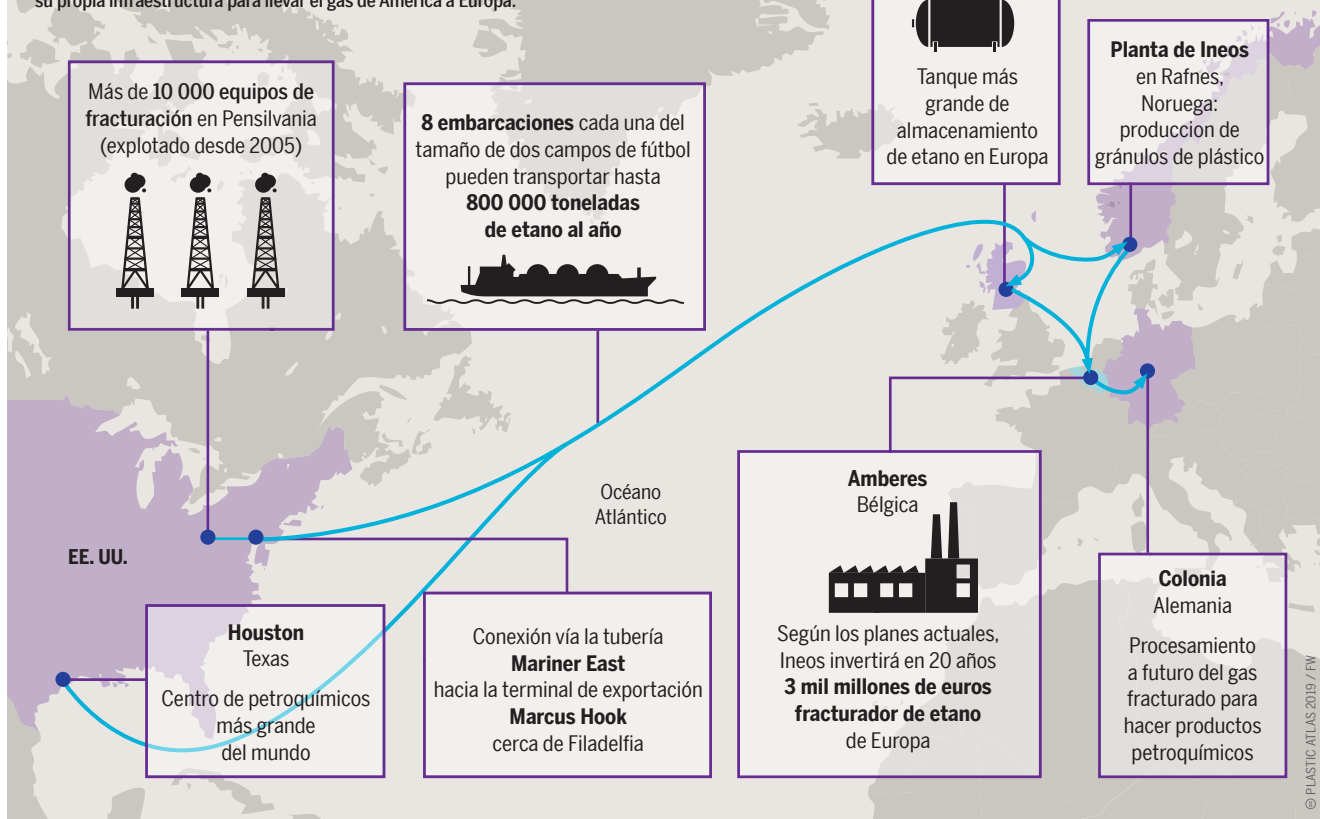 su propia infraestructura para llevar el gas de América a Europa.
Más de 10 000 equipos de
fracturación en Pensilvania
(explotado desde 2005)
8 embarcaciones cada una del
tamaño de dos campos de fútbol
pueden transportar hasta
800 000 toneladas
de etano al año
Tanque más
grande de
almacenamiento
de etano en Europa
Planta de Ineos
en Rafnes,
Noruega:
produccion de
gránulos de plástico
Océano
Atlántico
EE. UU.
Houston
Texas
Centro de petroquímicos
más grande
del mundo
Conexión vía la tubería
Mariner East
hacia la terminal de exportación
Marcus Hook
cerca de Filadelfia
Amberes
Bélgica
Según los planes actuales,
Ineos invertirá en 20 años
3 mil millones de euros
fracturador de etano
de Europa
Colonia
Alemania
Procesamiento
a futuro del gas
fracturado para
hacer productos
petroquímicos
PLASTIC ATLAS 2019 / FW